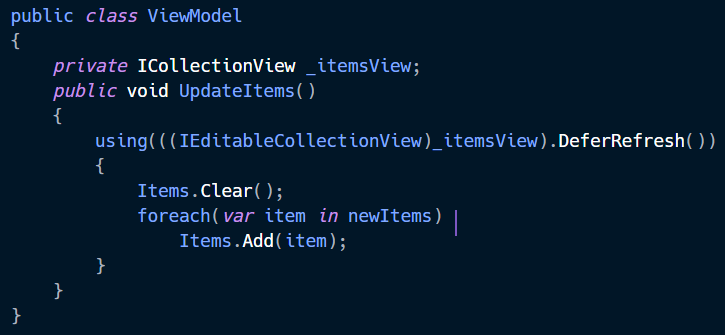 public class ViewModel
{
    private ICollectionView _itemsView;
    public void UpdateItems()
    {
        using(((IEditableCollectionView)_itemsView).DeferRefresh())
        {
            Items.Clear();
            foreach(var item in newItems)
                Items.Add(item);
        }
    }
}